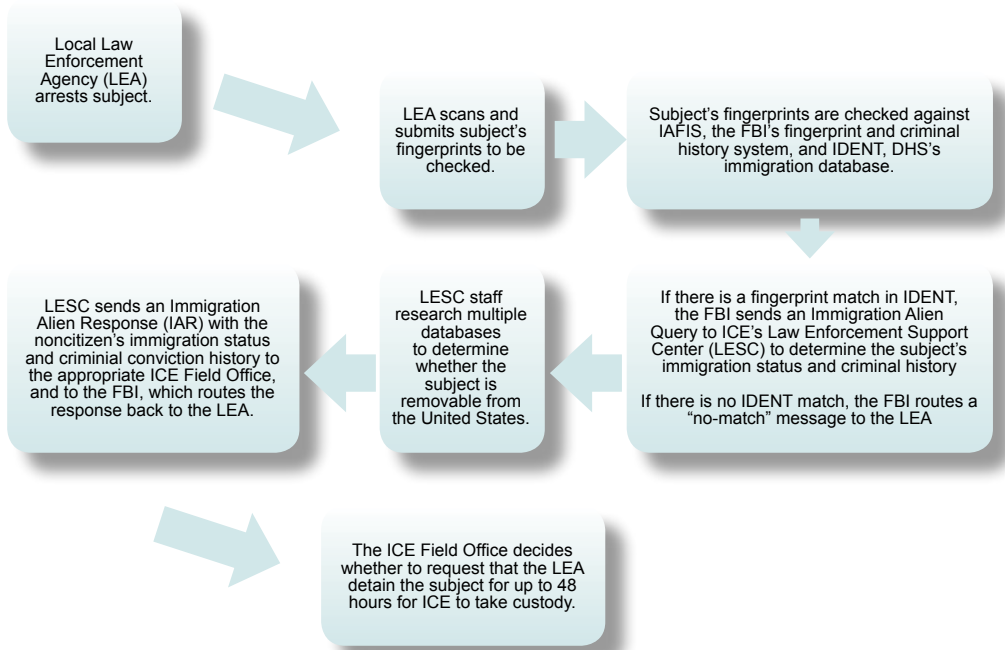 Local Law
Enforcement
Agency (LEA)
arrests subject.
LEA scans and
submits subject's
fingerprints to be
checked.
Subject's fingerprints are checked against
IAFIS, the FBI's fingerprint and criminal
history system, and IDENT, DHS's
immigration database.
If there is a fingerprint match in IDENT,
the FBI sends an Immigration Alien
Query to ICE's Law Enforcement Support
Center (LESC) to determine the subject's
immigration status and criminal history
If there is no IDENT match, the FBI routes a
“no-match” message to the LEA
LESC staff
research multiple
databases
to determine
whether the
subject is
removable from
the United States.
LESC sends an Immigration
Alien Response (IAR) with the
noncitizen's immigration status
and criminial conviction history to
the appropriate ICE Field Office,
and to the FBI, which routes the
response back to the LEA.
The ICE Field Office decides
whether to request that the LEA
detain the subject for up to 48
hours for ICE to take custody.